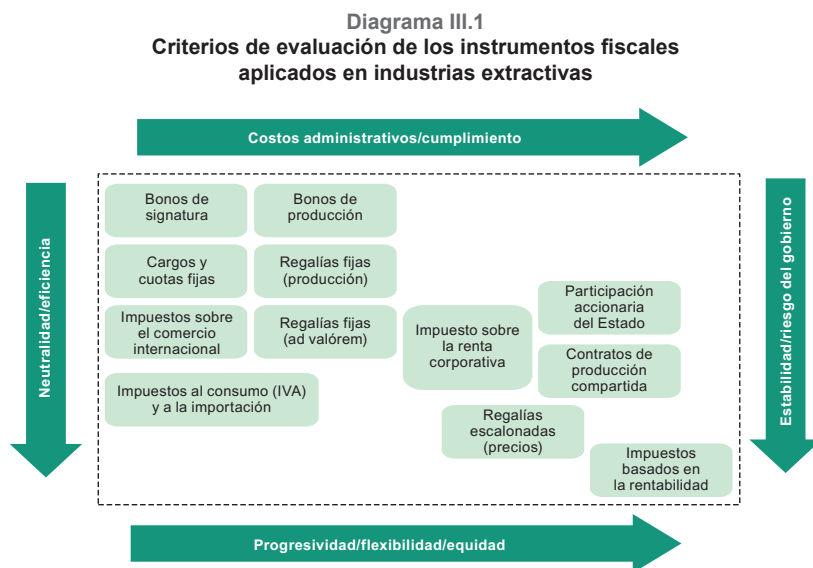 Diagrama III.1
Criterios de evaluación de los instrumentos fiscales
aplicados en industrias extractivas
Costos administrativos/cumplimiento
Neutralidad/eficiencia
Bonos de
signatura
Bonos de
producción
Cargos y
cuotas fijas
Regalías fijas
(producción)
Impuestos sobre
el comercio
internacional
Regalías fijas
(ad valórem)
Impuestos al consumo (IVA)
y a la importación
Impuesto sobre
la renta
corporativa
Participación
accionaria
del Estado
Contratos de
producción
compartida
Regalías
escalonadas
(precios)
Impuestos
basados en
la rentabilidad
Estabilidad/riesgo del gobierno
Progresividad/flexibilidad/equidad